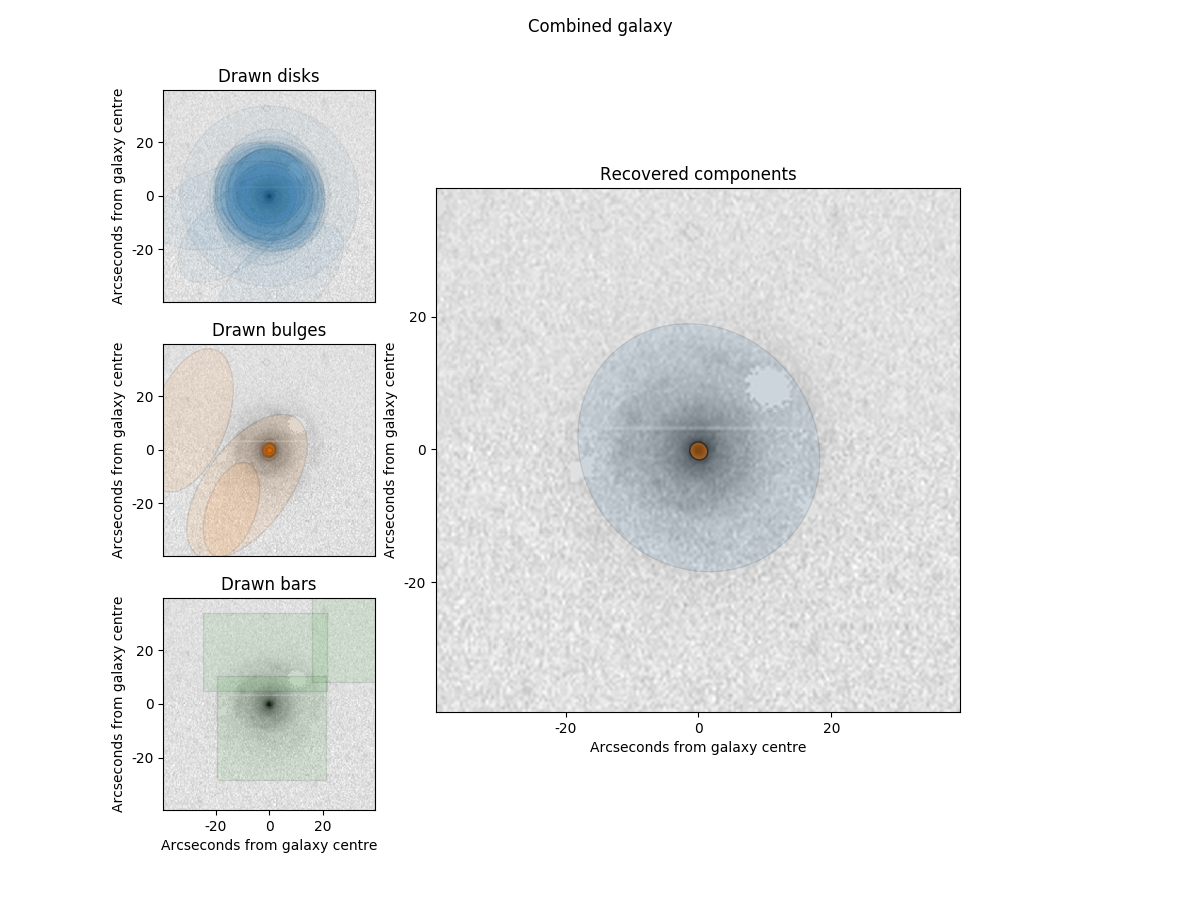 Combined galaxy
Drawn disks
Arcseconds from galaxy centre
20
0
-20
Drawn bulges
Arcseconds from galaxy centre
20
0
-20
Drawn bars
Arcseconds from galaxy centre
20
0
-20
-20 0 20
Arcseconds from galaxy centre
Recovered components
Arcseconds from galaxy centre
20
0
-20
-20 0 20
Arcseconds from galaxy centre